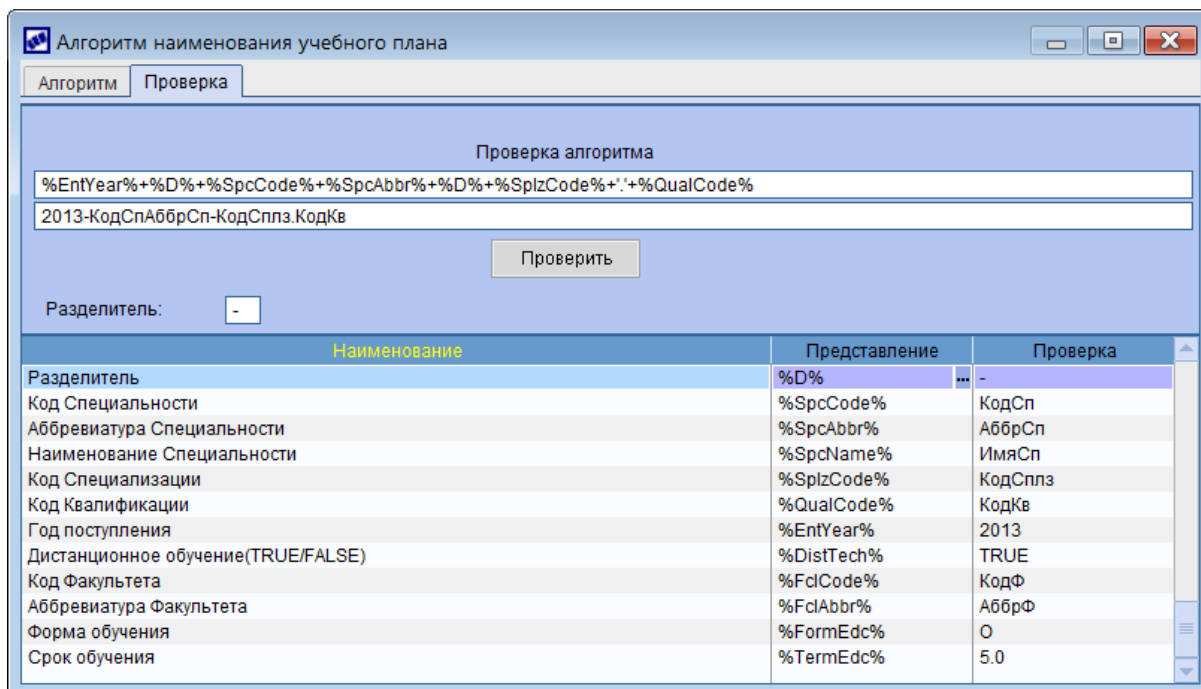 Алгоритм наименования учебного плана
Алгоритм Проверка
Проверка алгоритма
%EntYear%+%D%+%SpcCode%+%SpcAbbr%+%D%+%SplzCode%+'.'+%QualCode%
2013-КодСпАббрСп-КодСплз.КодКв
Проверить
Разделитель: -
Наименование Представление Проверка
Разделитель %D% ... -
Код Специальности %SpcCode% КодСп
Аббревиатура Специальности %SpcAbbr% АббрСп
Наименование Специальности %SpcName% ИмяСп
Код Специализации %SplzCode% КодСплз
Код Квалификации %QualCode% КодКв
Год поступления %EntYear% 2013
Дистанционное обучение(TRUE/FALSE) %DistTech% TRUE
Код Факультета %FclCode% КодФ
Аббревиатура Факультета %FclAbbr% АббрФ
Форма обучения %FormEdc% О
Срок обучения %TermEdc% 5.0